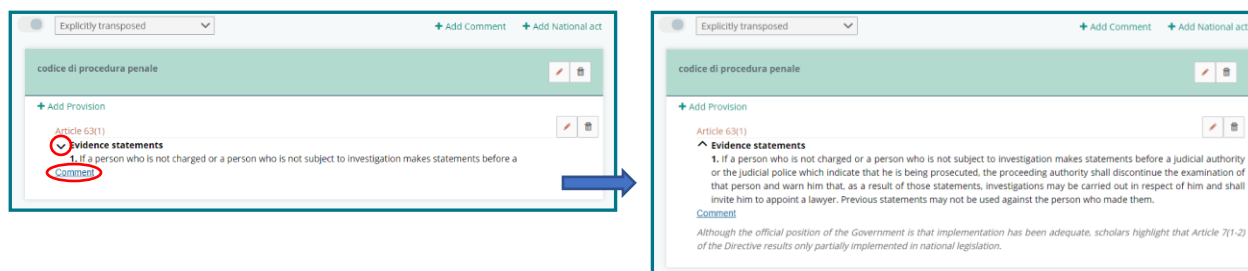 Explicitly transposed
+ Add Comment + Add National act
codice di procedura penale
+ Add Provision
Article 63(1)
Evidence statements
1. If a person who is not charged or a person who is not subject to investigation makes statements before a
Comment
Explicitly transposed
+ Add Comment + Add National act
codice di procedura penale
+ Add Provision
Article 63(1)
Evidence statements
1. If a person who is not charged or a person who is not subject to investigation makes statements before a judicial authority
or the judicial police which indicate that he is being prosecuted, the proceeding authority shall discontinue the examination of
that person and warn him that, as a result of those statements, investigations may be carried out in respect of him and shall
invite him to appoint a lawyer. Previous statements may not be used against the person who made them.
Comment
Although the official position of the Government is that implementation has been adequate, scholars highlight that Article 7(1-2)
of the Directive results only partially implemented in national legislation.